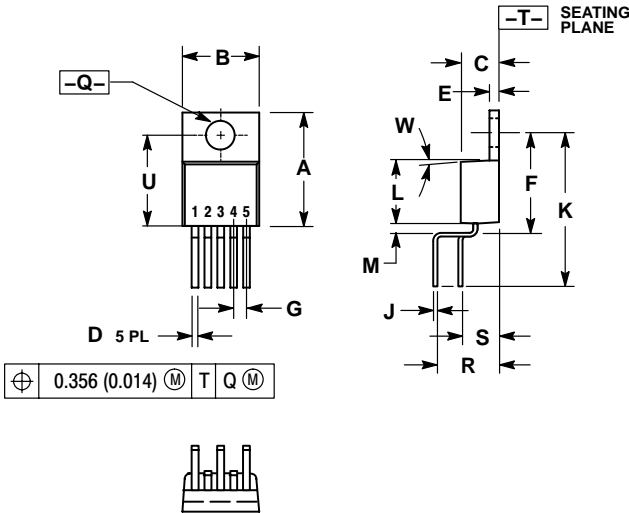 –T– SEATING
PLANE
B
C
–Q–
E
W
A
U
L
F
K
1 2 3 4 5
M
G
J
D 5 PL
S
R
⌖ 0.356 (0.014) Ⓜ T Q Ⓜ